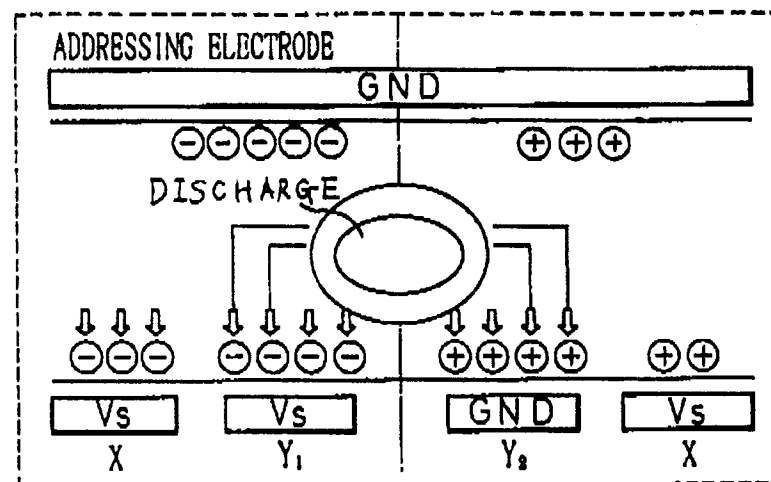 ADDRESSING ELECTRODE
GND
⊖⊖⊖⊖⊖ ⊕⊕⊕
DISCHARGE
⊖⊖⊖ ⊖⊖⊖⊖ ⊕⊕⊕⊕ ⊕⊕
Vs Vs GND Vs
X Y₁ Y₂ X